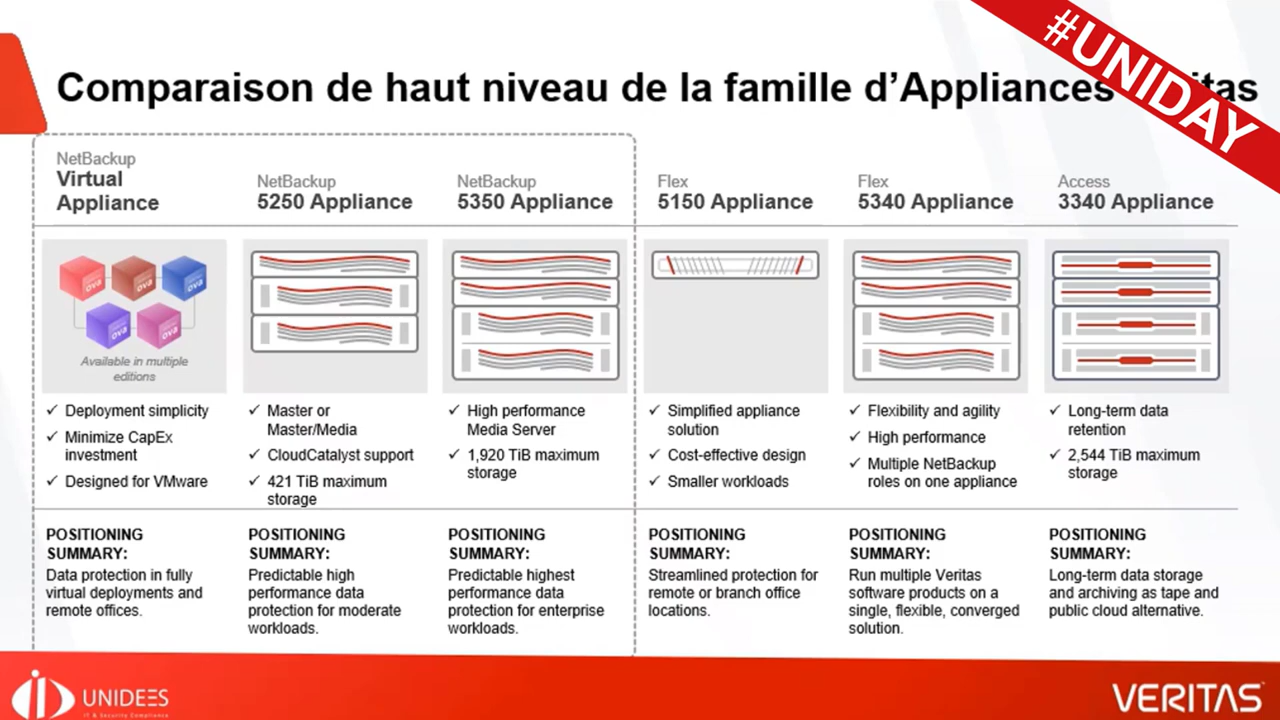 #UNIDAY
Comparaison de haut niveau de la famille d'Appliances
NetBackup
Virtual
Appliance
NetBackup
5250 Appliance
NetBackup
5350 Appliance
Flex
5150 Appliance
Flex
5340 Appliance
Access
3340 Appliance
ova
ova
ova
ova
ova
Available in multiple
editions
✓ Deployment simplicity
✓ Minimize CapEx
investment
✓ Designed for VMware
✓ Master or
Master/Media
✓ CloudCatalyst support
✓ 421 TiB maximum
storage
✓ High performance
Media Server
✓ 1,920 TiB maximum
storage
✓ Simplified appliance
solution
✓ Cost-effective design
✓ Smaller workloads
✓ Flexibility and agility
✓ High performance
✓ Multiple NetBackup
roles on one appliance
✓ Long-term data
retention
✓ 2,544 TiB maximum
storage
POSITIONING
SUMMARY:
Data protection in fully
virtual deployments and
remote offices.
POSITIONING
SUMMARY:
Predictable high
performance data
protection for moderate
workloads.
POSITIONING
SUMMARY:
Predictable highest
performance data
protection for enterprise
workloads.
POSITIONING
SUMMARY:
Streamlined protection for
remote or branch office
locations.
POSITIONING
SUMMARY:
Run multiple Veritas
software products on a
single, flexible, converged
solution.
POSITIONING
SUMMARY:
Long-term data storage
and archiving as tape and
public cloud alternative.
UNIDEES
IT & Security Compliance
VERITAS